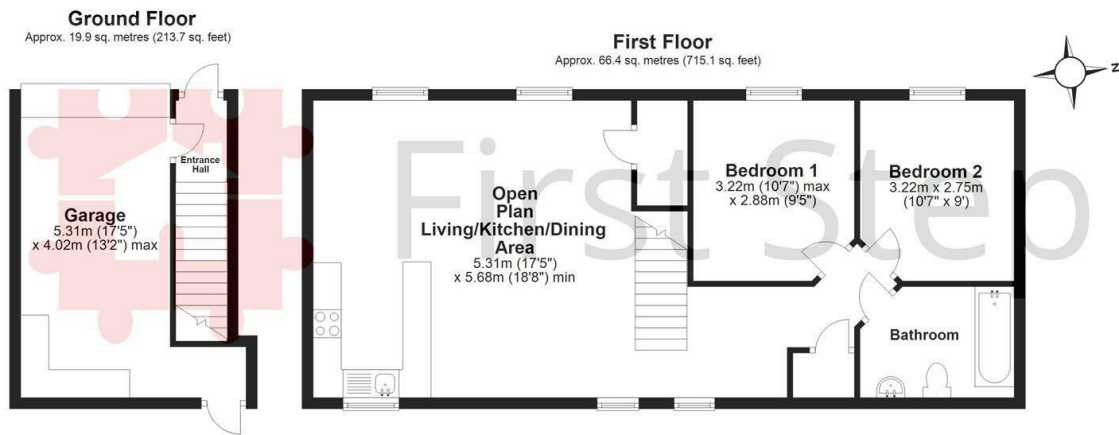 Ground Floor
Approx. 19.9 sq. metres (213.7 sq. feet)
Entrance
Hall
Garage
5.31m (17'5")
x 4.02m (13'2") max
First Floor
Approx. 66.4 sq. metres (715.1 sq. feet)
N
First Step
Open
Plan
Living/Kitchen/Dining
Area
5.31m (17'5")
x 5.68m (18'8") min
Bedroom 1
3.22m (10'7") max
x 2.88m (9'5")
Bedroom 2
3.22m x 2.75m
(10'7" x 9')
Bathroom